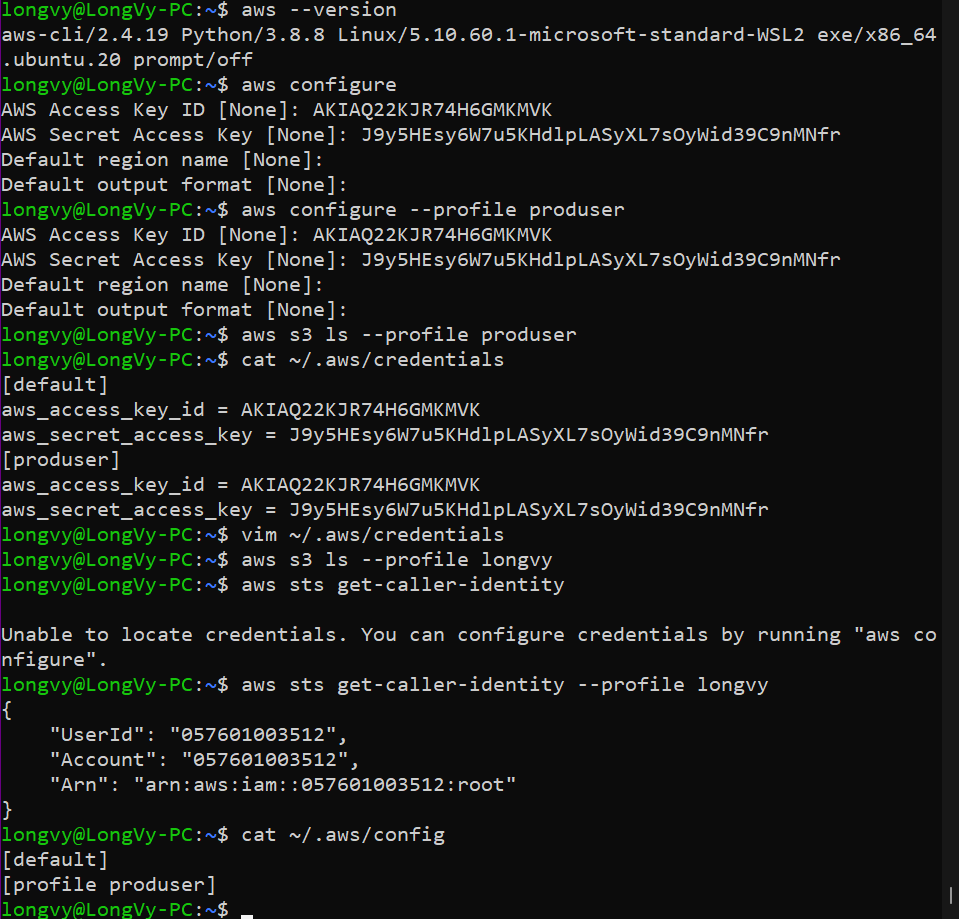 longvy@LongVy-PC:~$ aws --version
aws-cli/2.4.19 Python/3.8.8 Linux/5.10.60.1-microsoft-standard-WSL2 exe/x86_64
.ubuntu.20 prompt/off
longvy@LongVy-PC:~$ aws configure
AWS Access Key ID [None]: AKIAQ22KJR74H6GMKMVK
AWS Secret Access Key [None]: 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
Default region name [None]:
Default output format [None]:
longvy@LongVy-PC:~$ aws configure --profile produser
AWS Access Key ID [None]: AKIAQ22KJR74H6GMKMVK
AWS Secret Access Key [None]: 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
Default region name [None]:
Default output format [None]:
longvy@LongVy-PC:~$ aws s3 ls --profile produser
longvy@LongVy-PC:~$ cat ~/.aws/credentials
[default]
aws_access_key_id = AKIAQ22KJR74H6GMKMVK
aws_secret_access_key = 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
[produser]
aws_access_key_id = AKIAQ22KJR74H6GMKMVK
aws_secret_access_key = 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
longvy@LongVy-PC:~$ vim ~/.aws/credentials
longvy@LongVy-PC:~$ aws s3 ls --profile longvy
longvy@LongVy-PC:~$ aws sts get-caller-identity
Unable to locate credentials. You can configure credentials by running "aws co
nfigure".
longvy@LongVy-PC:~$ aws sts get-caller-identity --profile longvy
{
    "UserId": "057601003512",
    "Account": "057601003512",
    "Arn": "arn:aws:iam::057601003512:root"
}
longvy@LongVy-PC:~$ cat ~/.aws/config
[default]
[profile produser]
longvy@LongVy-PC:~$